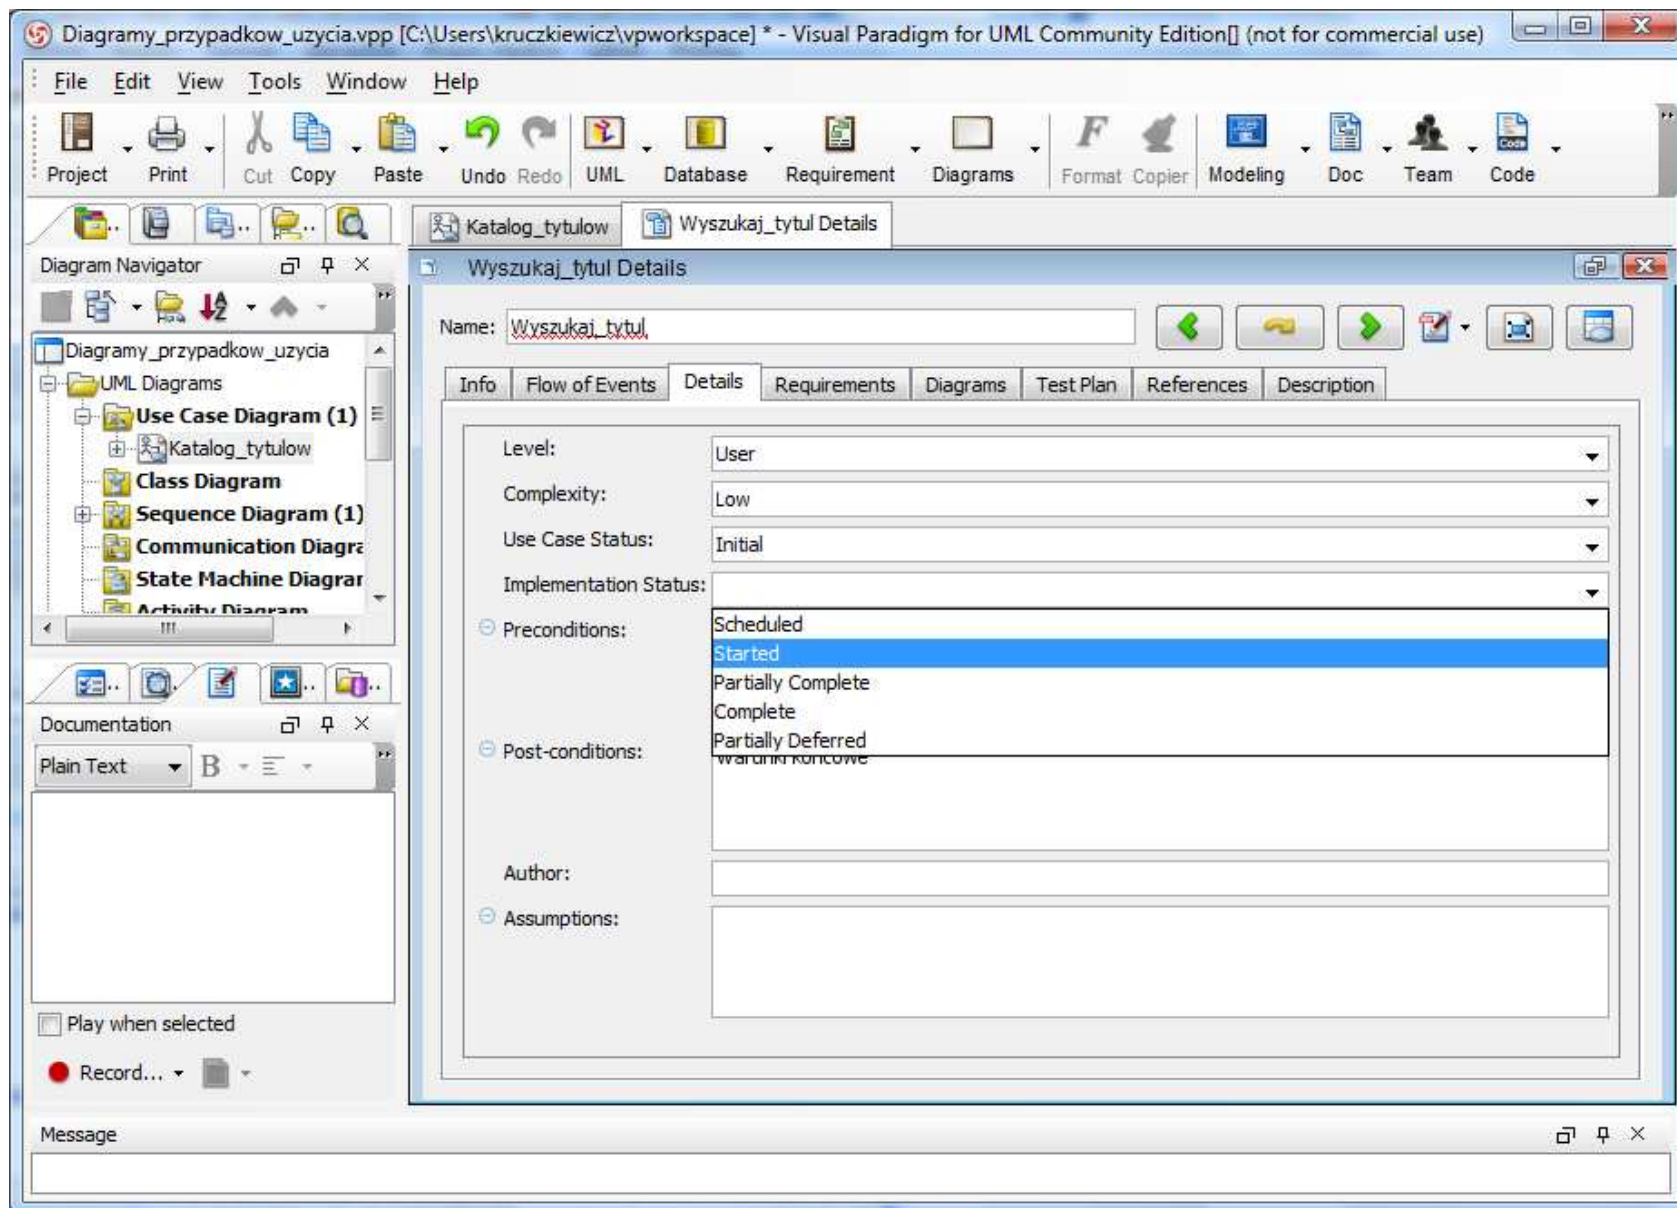 Diagramy_przypadkow_uzycia.vpp [C:\Users\kruczkiewicz\vpworkspace] * - Visual Paradigm for UML Community Edition[] (not for commercial use)
File Edit View Tools Window Help
Project Print Cut Copy Paste Undo Redo UML Database Requirement Diagrams Format Copier Modeling Doc Team Code
Katalog_tytulow Wyszukaj_tytul Details
Diagram Navigator
Wyszukaj_tytul Details
Name: Wyszukaj_tytul
Diagramy_przypadkow_uzycia
UML Diagrams
Use Case Diagram (1)
Katalog_tytulow
Class Diagram
Sequence Diagram (1)
Communication Diagra
State Machine Diagrar
Activity Diagram
Info Flow of Events Details Requirements Diagrams Test Plan References Description
Level: User
Complexity: Low
Use Case Status: Initial
Implementation Status:
Scheduled
Started
Partially Complete
Complete
Partially Deferred
Preconditions:
Post-conditions:
Warunki końcowe
Author:
Assumptions:
Documentation
Plain Text B
Play when selected
Record...
Message